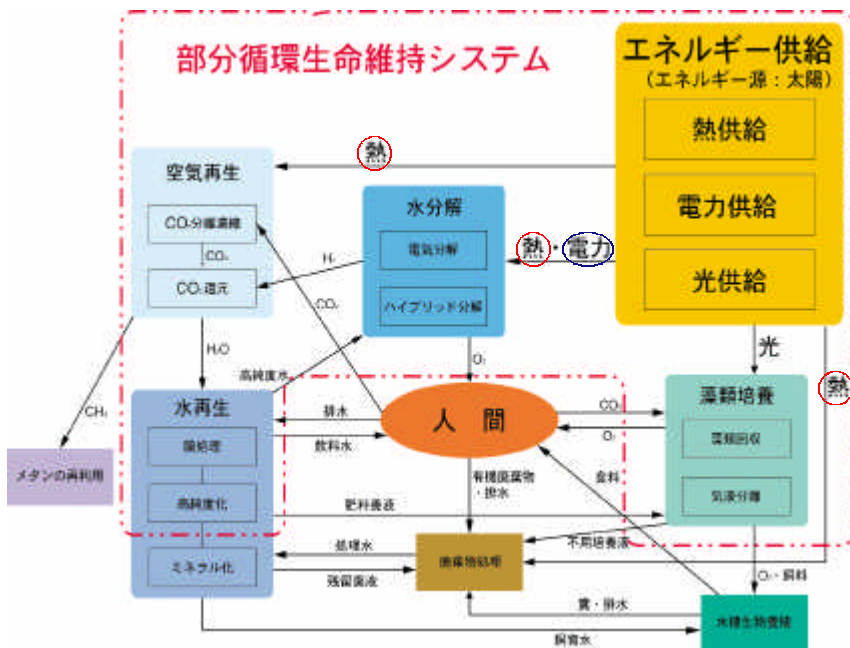 部分循環生命維持システム
エネルギー供給
(エネルギー源:太陽)
熱供給
電力供給
光供給
熱
空気再生
CO₂分離濃縮
CO₂
CO₂還元
水分解
電気分解
ハイブリッド分解
熱・電力
H₂
CO₂
H₂O
高純度水
O₂
光
熱
CH₄
水再生
膜処理
高純度化
ミネラル化
メタンの再利用
排水
飲料水
人 間
CO₂
O₂
藻類培養
藻類回収
気液分離
有機廃棄物
・排水
食料
肥料養液
処理水
残留廃液
廃棄物処理
不用培養液
O₂・飼料
糞・排水
飼育水
水棲生物養殖